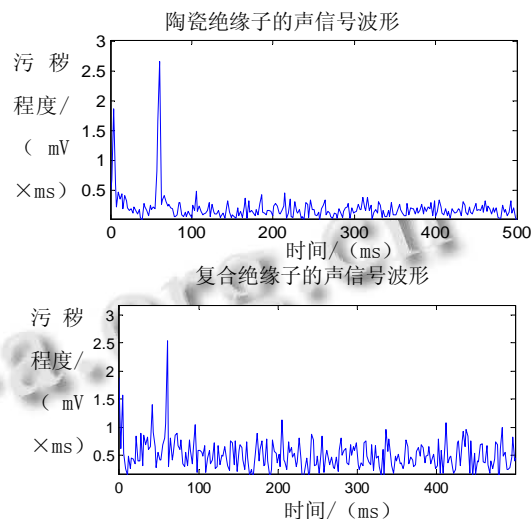 陶瓷绝缘子的声信号波形
污 秽
程度/
（ mV
×ms）
3
2.5
2
1.5
1
0.5
0 100 200 300 400 500
时间/（ms）
复合绝缘子的声信号波形
污 秽
程度/
（ mV
×ms）
3
2.5
2
1.5
1
0.5
0 100 200 300 400
时间/（ms）